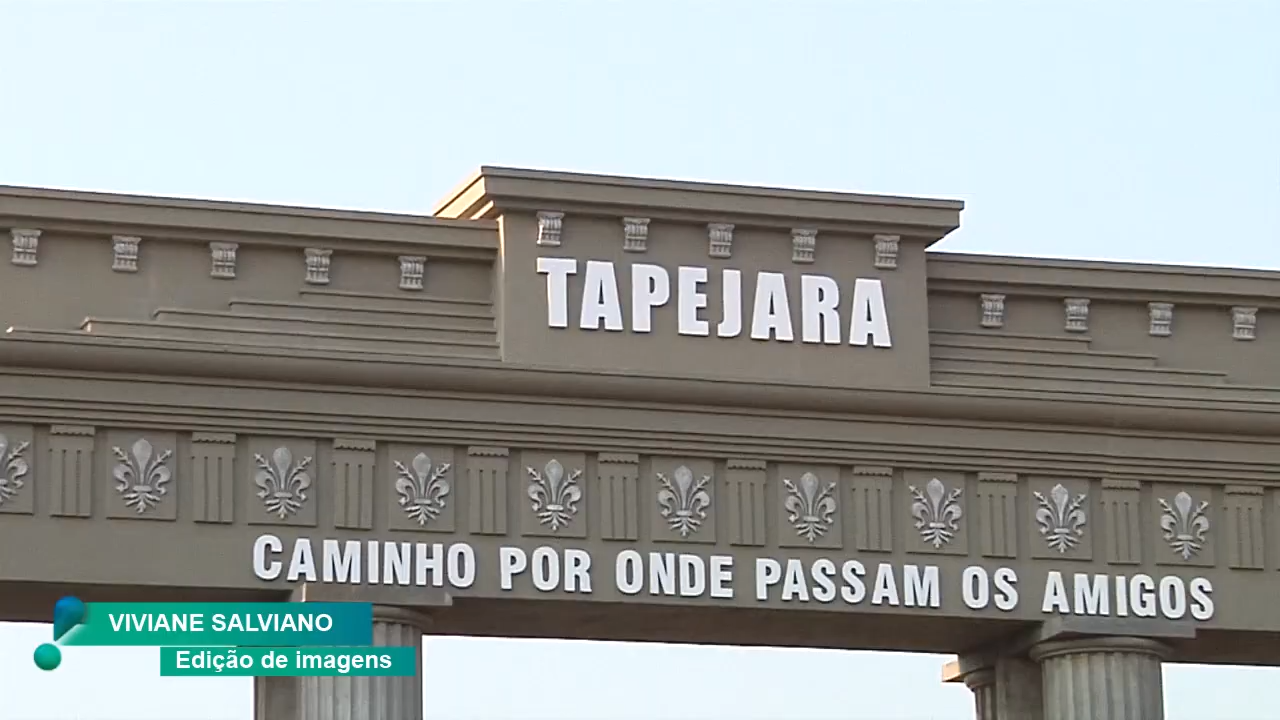 TAPEJARA
CAMINHO POR ONDE PASSAM OS AMIGOS
VIVIANE SALVIANO
Edição de imagens